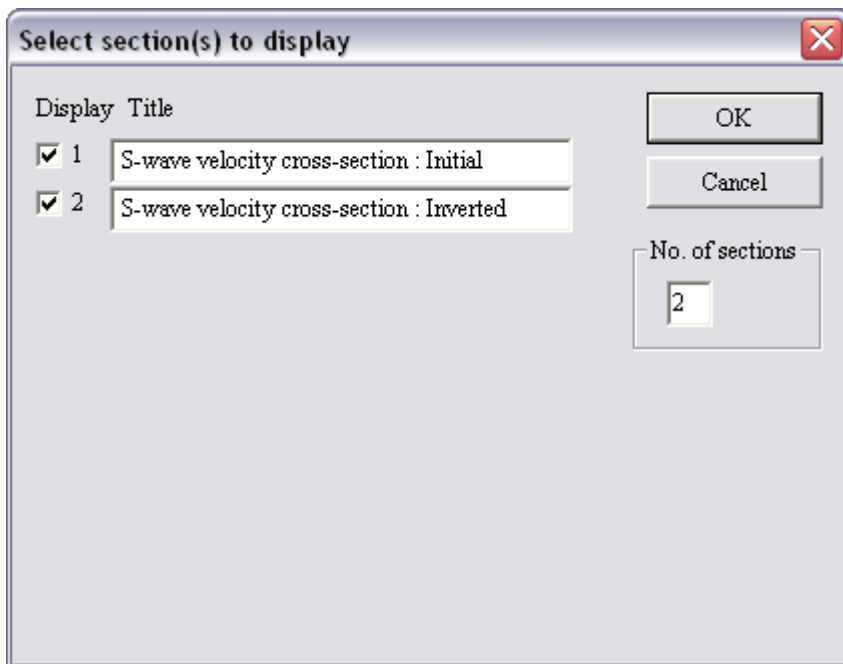 Select section(s) to display
Display Title
1 S-wave velocity cross-section : Initial
2 S-wave velocity cross-section : Inverted
OK
Cancel
No. of sections
2